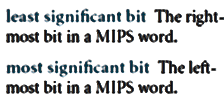 least significant bit The right-
most bit in a MIPS word.
most significant bit The left-
most bit in a MIPS word.